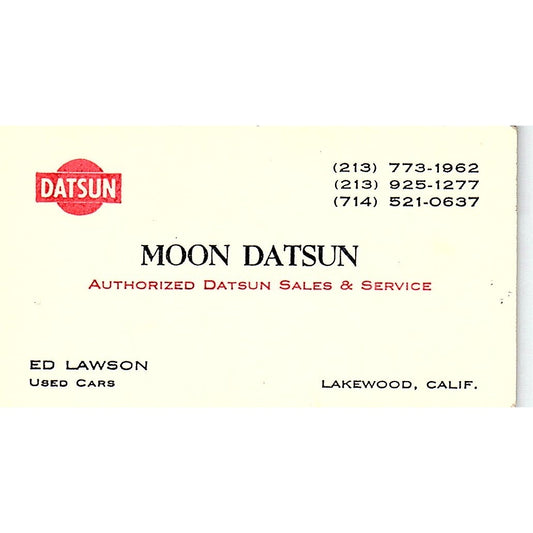 DATSUN
(213) 773-1962
(213) 925-1277
(714) 521-0637
MOON DATSUN
AUTHORIZED DATSUN SALES & SERVICE
ED LAWSON
USED CARS
LAKEWOOD, CALIF.